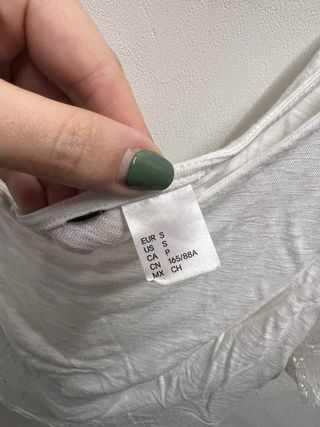 EUR S
US S
CA P
CN 165/88A
MX CH